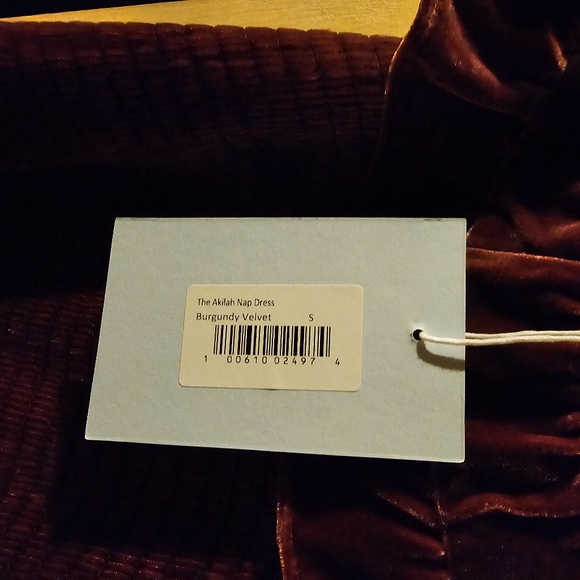 The Akilah Nap Dress
Burgundy Velvet S
1 00610 02497 4